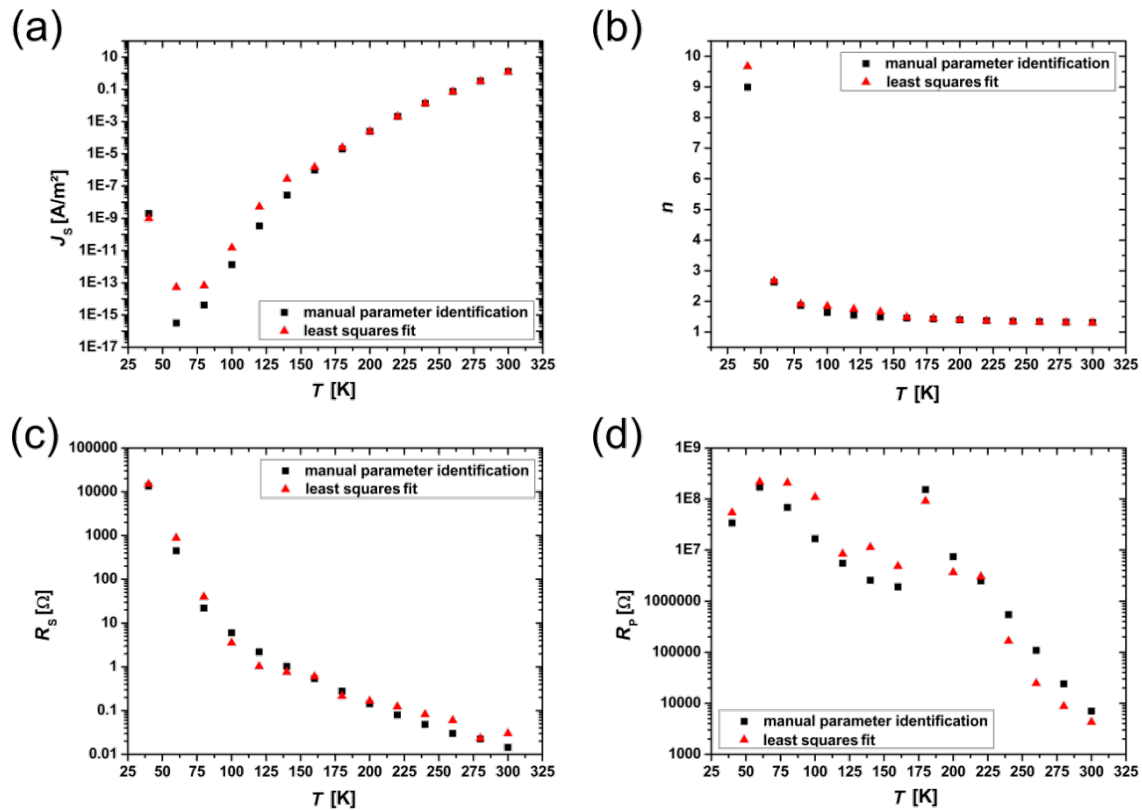 (a)
10
0.1
1E-3
1E-5
1E-7
1E-9
1E-11
1E-13
1E-15
1E-17
J_S [A/m²]
manual parameter identification
least squares fit
25 50 75 100 125 150 175 200 225 250 275 300 325
T [K]
(b)
10
9
8
7
6
5
4
3
2
1
n
manual parameter identification
least squares fit
25 50 75 100 125 150 175 200 225 250 275 300 325
T [K]
(c)
100000
10000
1000
100
10
1
0.1
0.01
R_S [Ω]
manual parameter identification
least squares fit
25 50 75 100 125 150 175 200 225 250 275 300 325
T [K]
(d)
1E9
1E8
1E7
1000000
100000
10000
1000
R_P [Ω]
manual parameter identification
least squares fit
25 50 75 100 125 150 175 200 225 250 275 300 325
T [K]